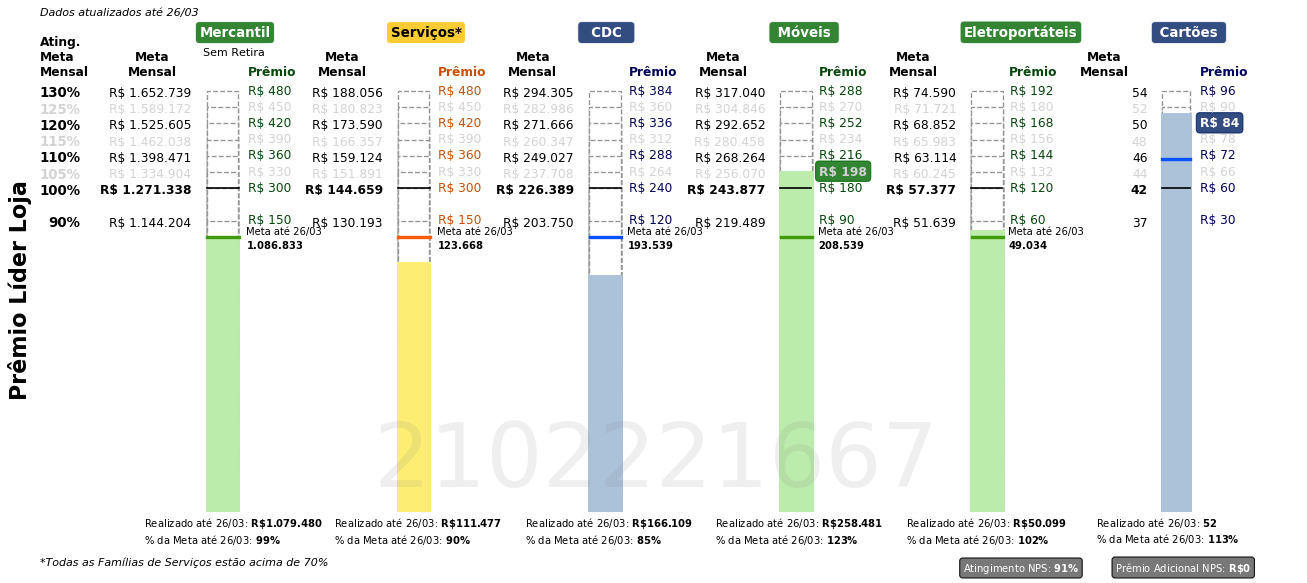 Dados atualizados até 26/03
Mercantil Serviços* CDC Móveis Eletroportáteis Cartões
Sem Retira
Ating. Meta Mensal
Meta Mensal Prêmio Meta Mensal Prêmio Meta Mensal Prêmio Meta Mensal Prêmio Meta Mensal Prêmio Meta Mensal Prêmio
130% R$ 1.652.739 R$ 480 R$ 188.056 R$ 480 R$ 294.305 R$ 384 R$ 317.040 R$ 288 R$ 74.590 R$ 192 54 R$ 96
125% R$ 1.589.172 R$ 450 R$ 180.823 R$ 450 R$ 282.986 R$ 360 R$ 304.846 R$ 270 R$ 71.721 R$ 180 52 R$ 90
120% R$ 1.525.605 R$ 420 R$ 173.590 R$ 420 R$ 271.666 R$ 336 R$ 292.652 R$ 252 R$ 68.852 R$ 168 50 R$ 84
115% R$ 1.462.038 R$ 390 R$ 166.357 R$ 390 R$ 260.347 R$ 312 R$ 280.458 R$ 234 R$ 65.983 R$ 156 48 R$ 78
110% R$ 1.398.471 R$ 360 R$ 159.124 R$ 360 R$ 249.027 R$ 288 R$ 268.264 R$ 216 R$ 63.114 R$ 144 46 R$ 72
105% R$ 1.334.904 R$ 330 R$ 151.891 R$ 330 R$ 237.708 R$ 264 R$ 256.070 R$ 198 R$ 60.245 R$ 132 44 R$ 66
100% R$ 1.271.338 R$ 300 R$ 144.659 R$ 300 R$ 226.389 R$ 240 R$ 243.877 R$ 180 R$ 57.377 R$ 120 42 R$ 60
90% R$ 1.144.204 R$ 150 R$ 130.193 R$ 150 R$ 203.750 R$ 120 R$ 219.489 R$ 90 R$ 51.639 R$ 60 37 R$ 30
Meta até 26/03 Meta até 26/03 Meta até 26/03 Meta até 26/03 Meta até 26/03
1.086.833 123.668 193.539 208.539 49.034
Prêmio Líder Loja
2102221667
Realizado até 26/03: R$1.079.480 Realizado até 26/03: R$111.477 Realizado até 26/03: R$166.109 Realizado até 26/03: R$258.481 Realizado até 26/03: R$50.099 Realizado até 26/03: 52
% da Meta até 26/03: 99% % da Meta até 26/03: 90% % da Meta até 26/03: 85% % da Meta até 26/03: 123% % da Meta até 26/03: 102% % da Meta até 26/03: 113%
*Todas as Famílias de Serviços estão acima de 70%
Atingimento NPS: 91% Prêmio Adicional NPS: R$0